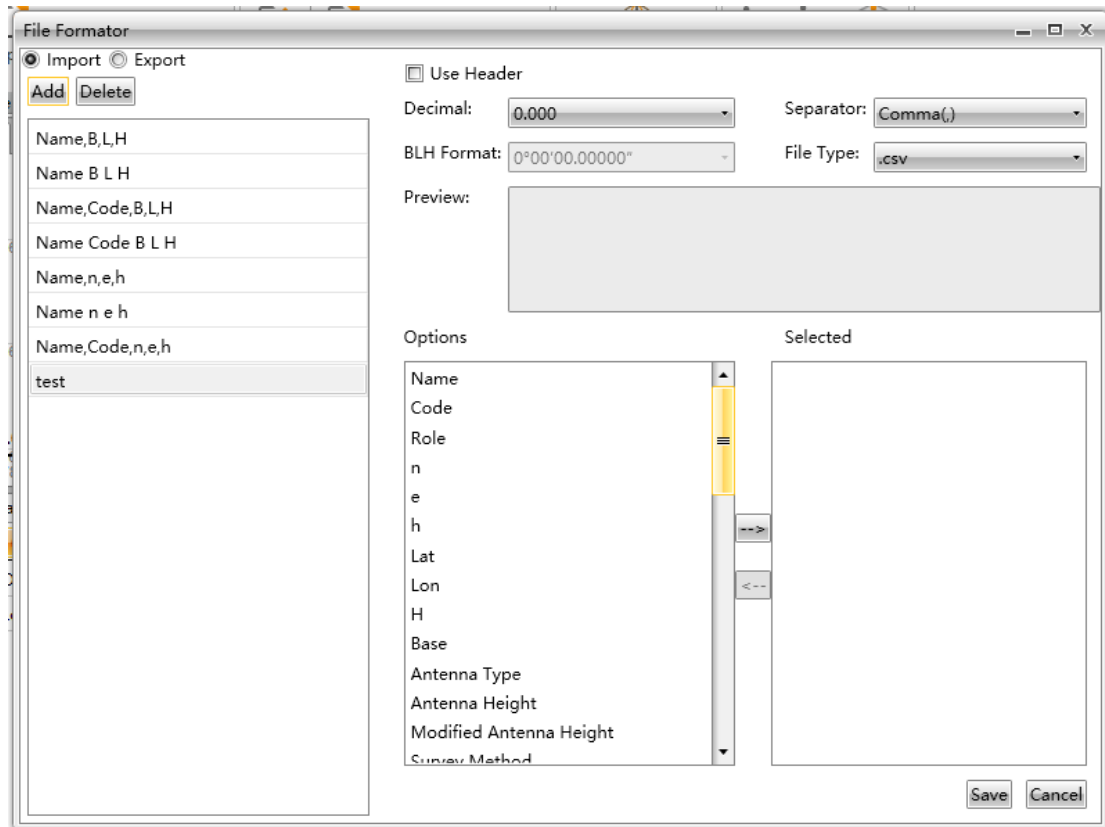 File Formator
Import Export
Add Delete
Name,B,L,H
Name B L H
Name,Code,B,L,H
Name Code B L H
Name,n,e,h
Name n e h
Name,Code,n,e,h
test
Use Header
Decimal: 0.000 Separator: Comma(,)
BLH Format: 0°00'00.00000" File Type: .csv
Preview:
Options Selected
Name
Code
Role
n
e
h
Lat
Lon
H
Base
Antenna Type
Antenna Height
Modified Antenna Height
Survey Method
-->
<--
Save Cancel